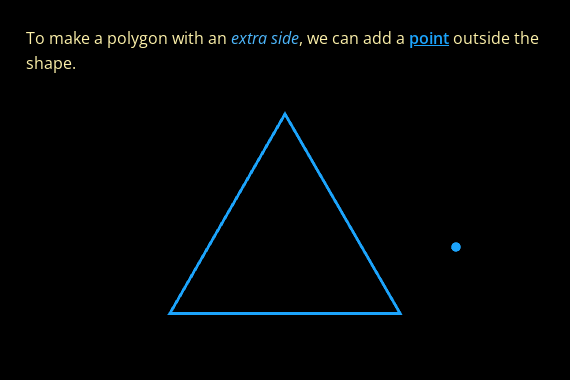 To make a polygon with an extra side, we can add a point outside the
shape.